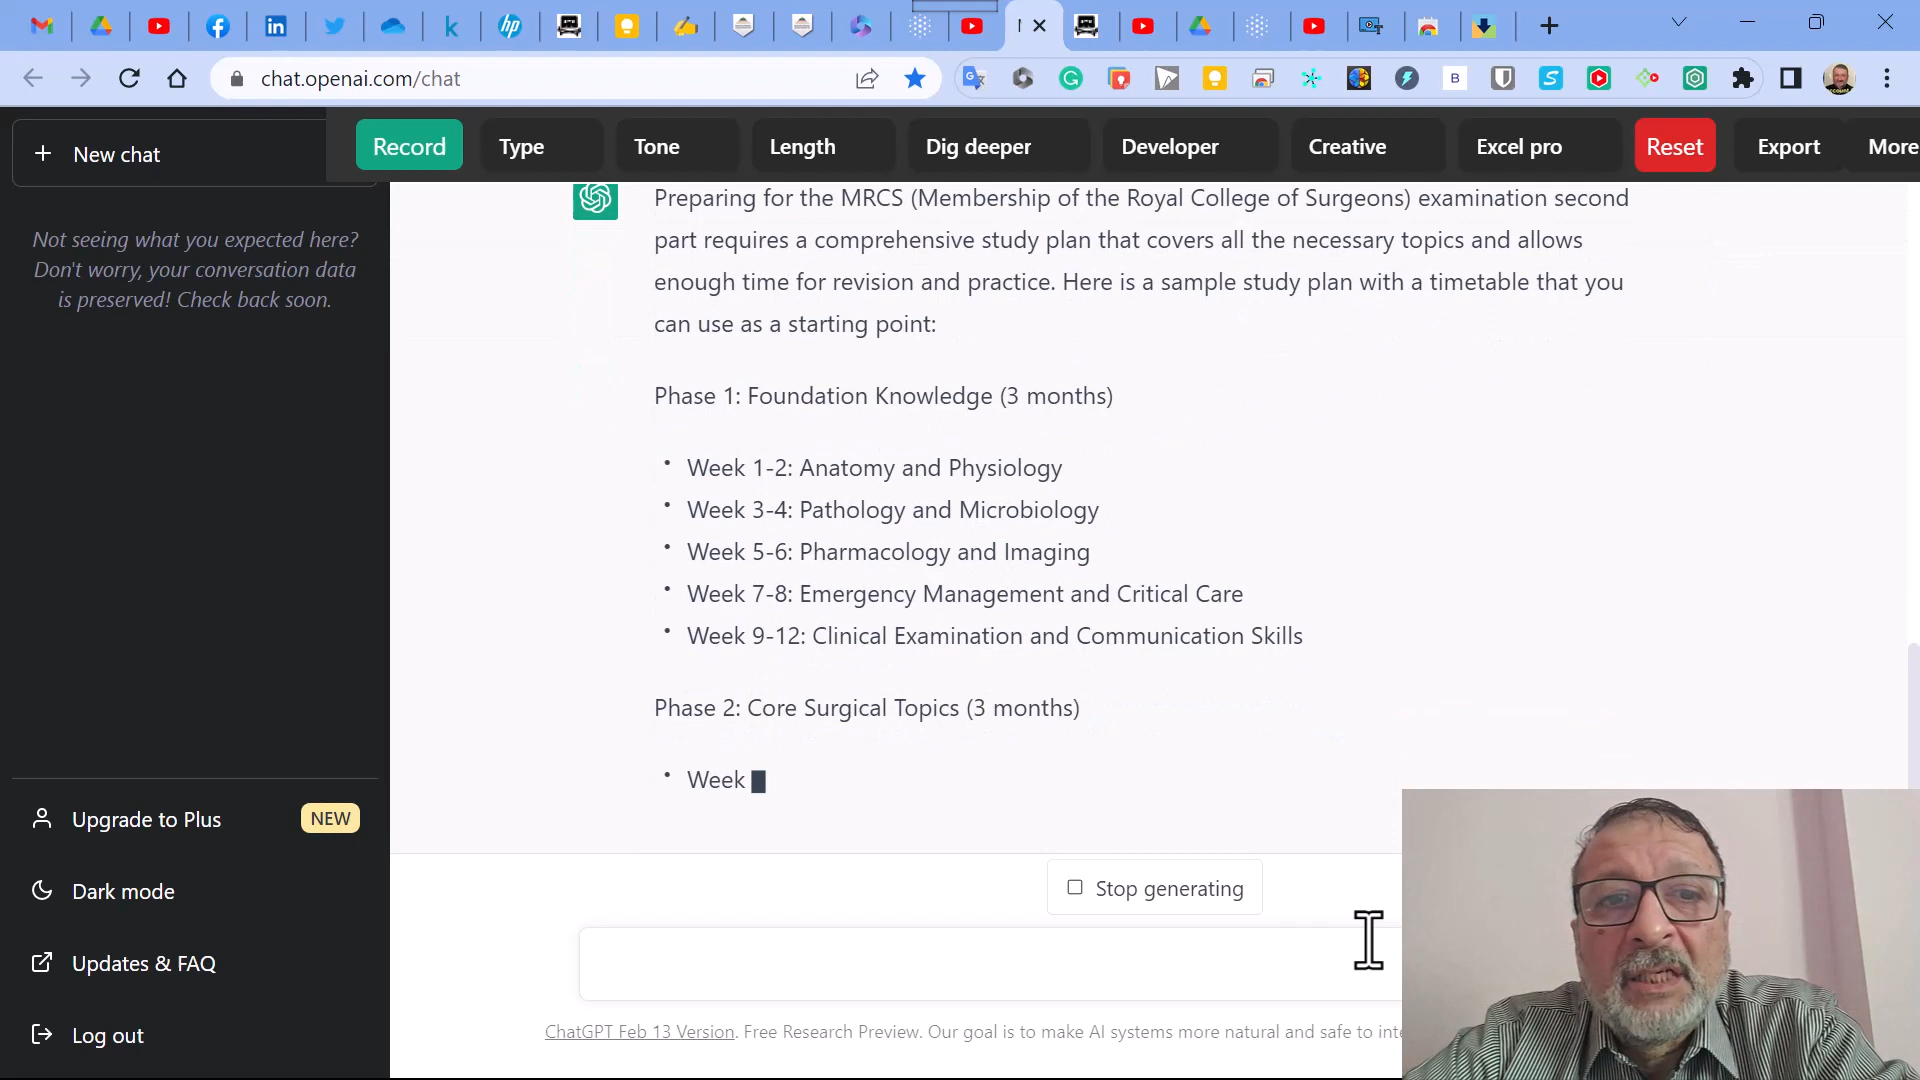 chat.openai.com/chat
New chat
Record
Type
Tone
Length
Dig deeper
Developer
Creative
Excel pro
Reset
Export
More
Not seeing what you expected here?
Don't worry, your conversation data
is preserved! Check back soon.
Preparing for the MRCS (Membership of the Royal College of Surgeons) examination second
part requires a comprehensive study plan that covers all the necessary topics and allows
enough time for revision and practice. Here is a sample study plan with a timetable that you
can use as a starting point:
Phase 1: Foundation Knowledge (3 months)
• Week 1-2: Anatomy and Physiology
• Week 3-4: Pathology and Microbiology
• Week 5-6: Pharmacology and Imaging
• Week 7-8: Emergency Management and Critical Care
• Week 9-12: Clinical Examination and Communication Skills
Phase 2: Core Surgical Topics (3 months)
• Week
Upgrade to Plus
NEW
Dark mode
Updates & FAQ
Log out
Stop generating
ChatGPT Feb 13 Version. Free Research Preview. Our goal is to make AI systems more natural and safe to